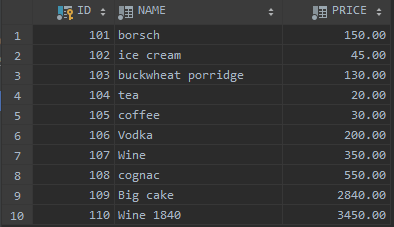 ID NAME PRICE
1 101 borsch 150.00
2 102 ice cream 45.00
3 103 buckwheat porridge 130.00
4 104 tea 20.00
5 105 coffee 30.00
6 106 Vodka 200.00
7 107 Wine 350.00
8 108 cognac 550.00
9 109 Big cake 2840.00
10 110 Wine 1840 3450.00